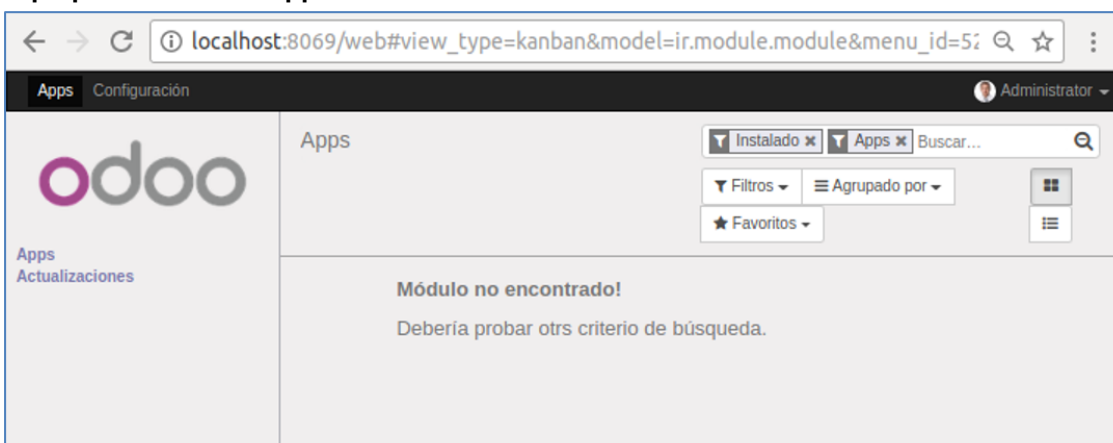 localhost:8069/web#view_type=kanban&model=ir.module.module&menu_id=52
Apps Configuración Administrator
odoo
Apps
Actualizaciones
Apps
Instalado Apps Buscar...
Filtros Agrupado por
Favoritos
Módulo no encontrado!
Debería probar otrs criterio de búsqueda.